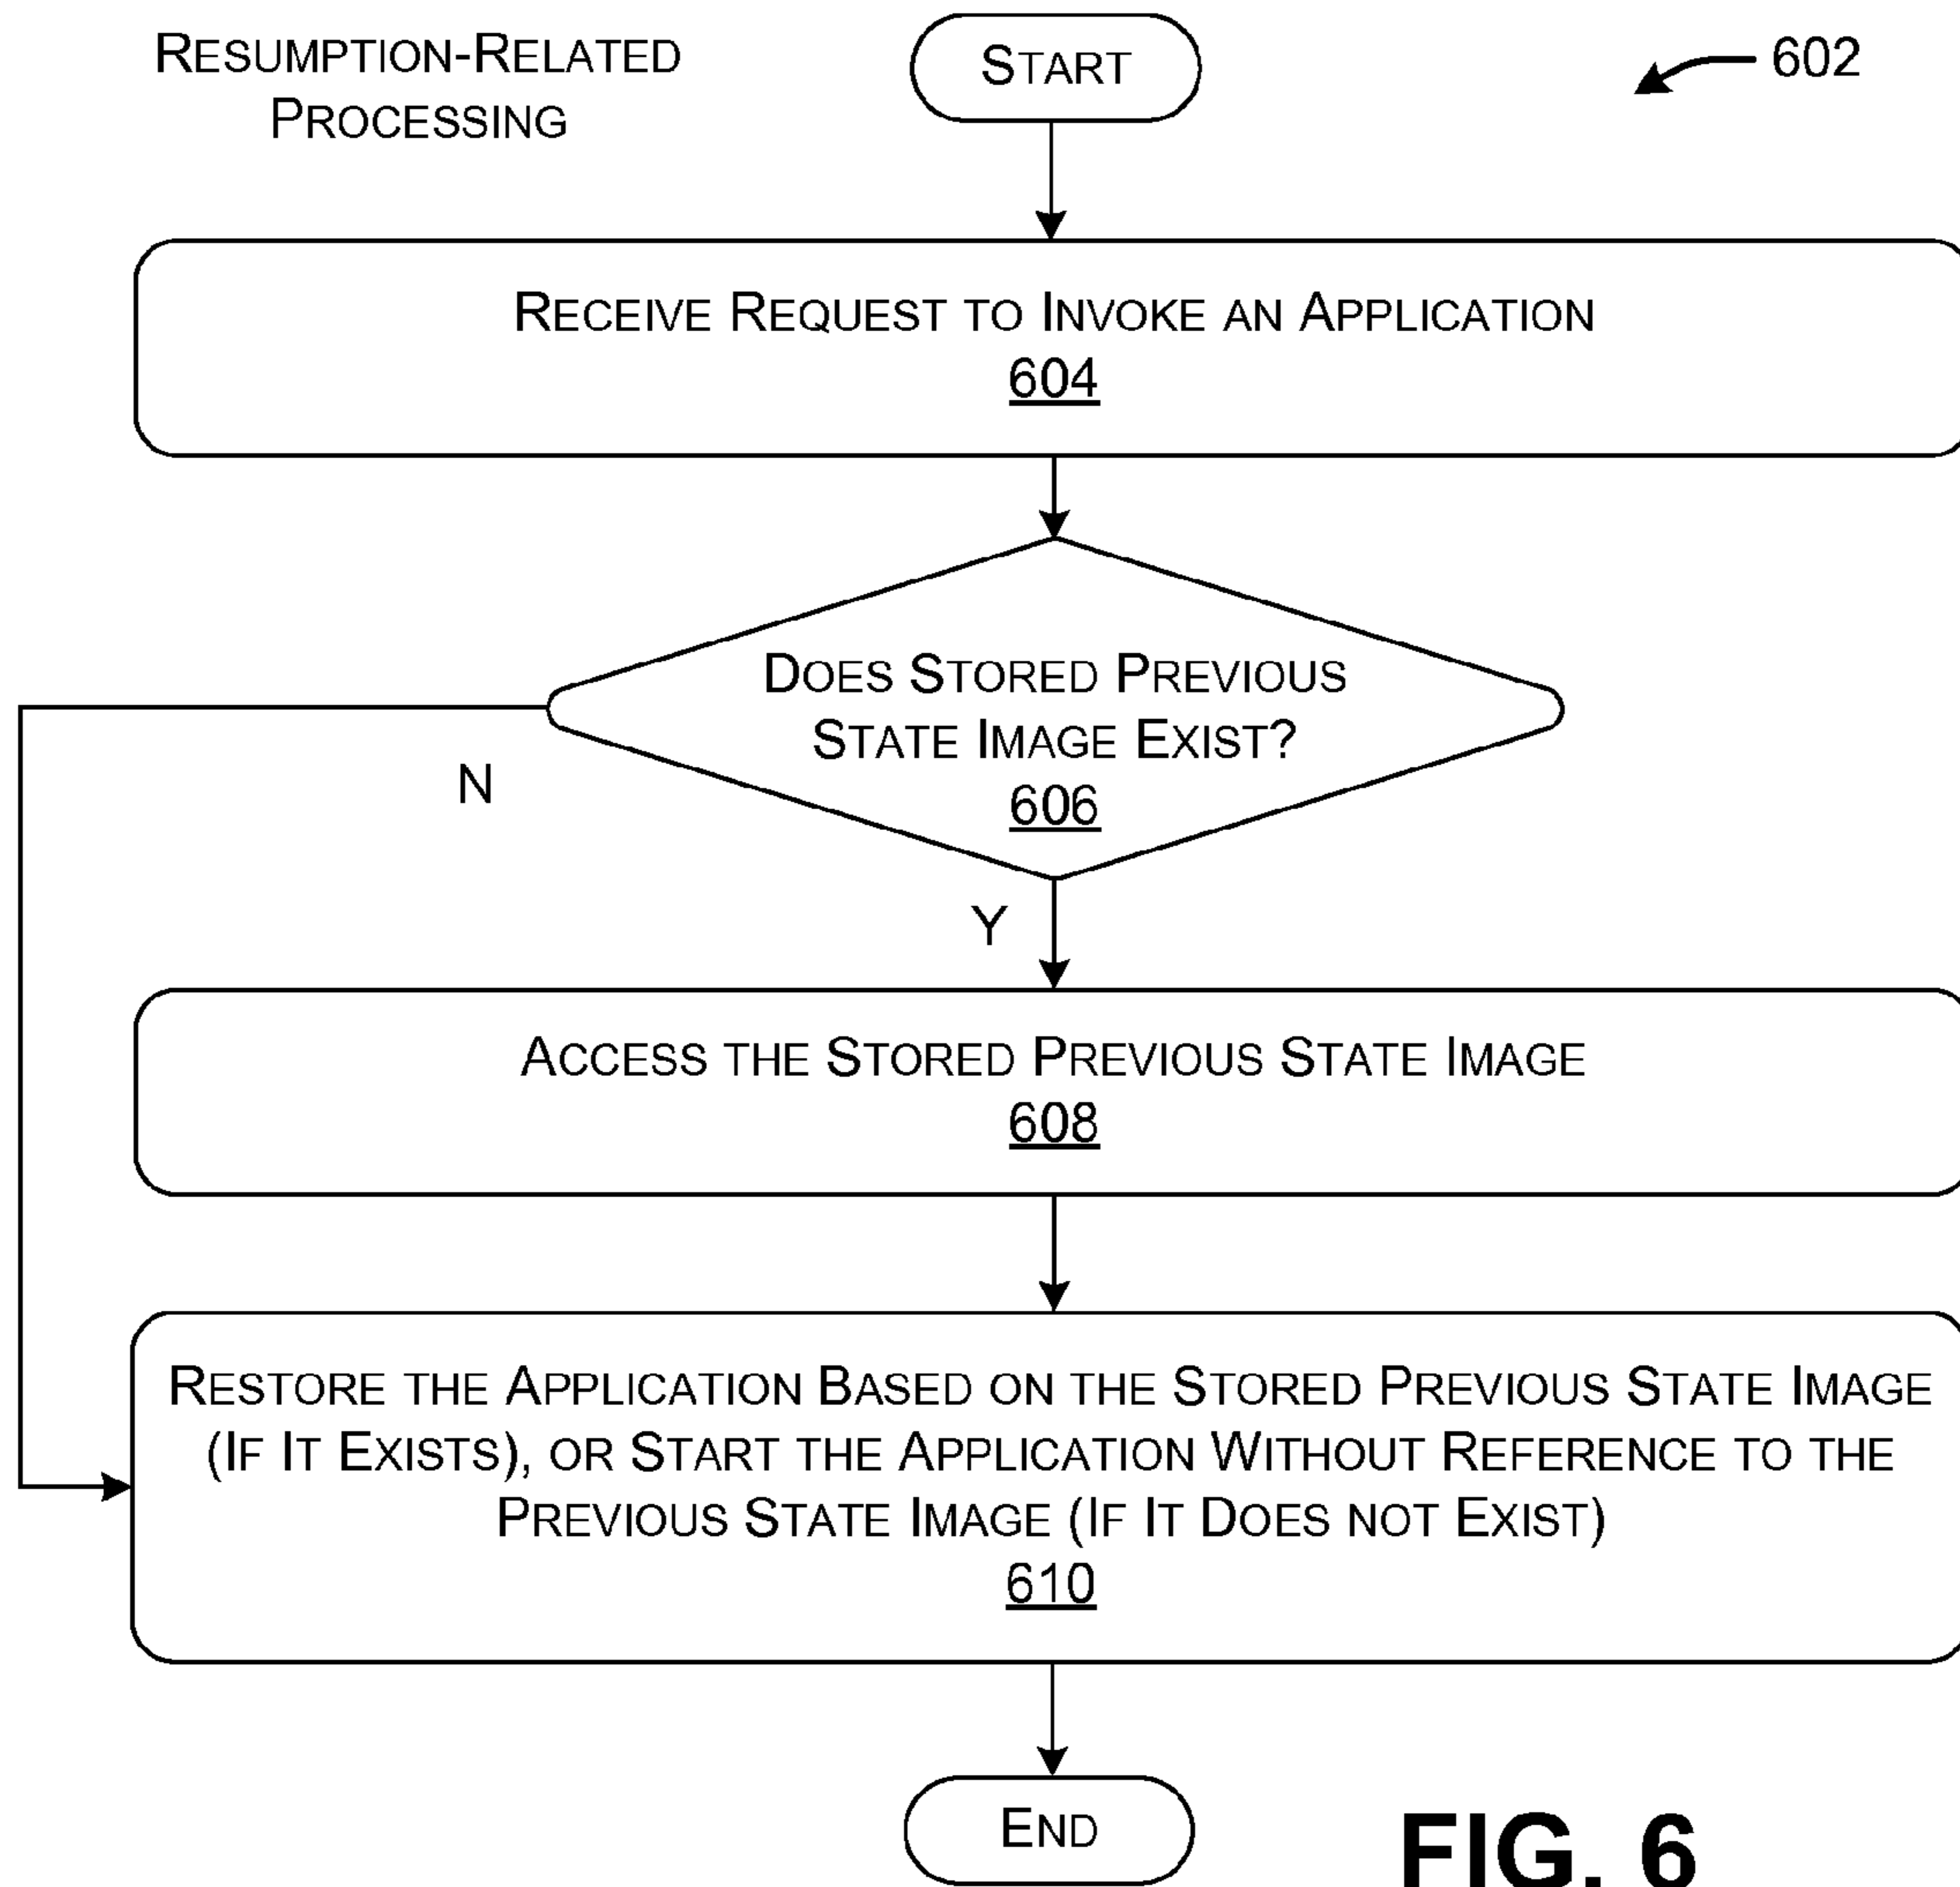 RESUMPTION-RELATED
PROCESSING
START
602
RECEIVE REQUEST TO INVOKE AN APPLICATION
604
DOES STORED PREVIOUS
STATE IMAGE EXIST?
606
N
Y
ACCESS THE STORED PREVIOUS STATE IMAGE
608
RESTORE THE APPLICATION BASED ON THE STORED PREVIOUS STATE IMAGE
(IF IT EXISTS), OR START THE APPLICATION WITHOUT REFERENCE TO THE
PREVIOUS STATE IMAGE (IF IT DOES NOT EXIST)
610
END
FIG. 6